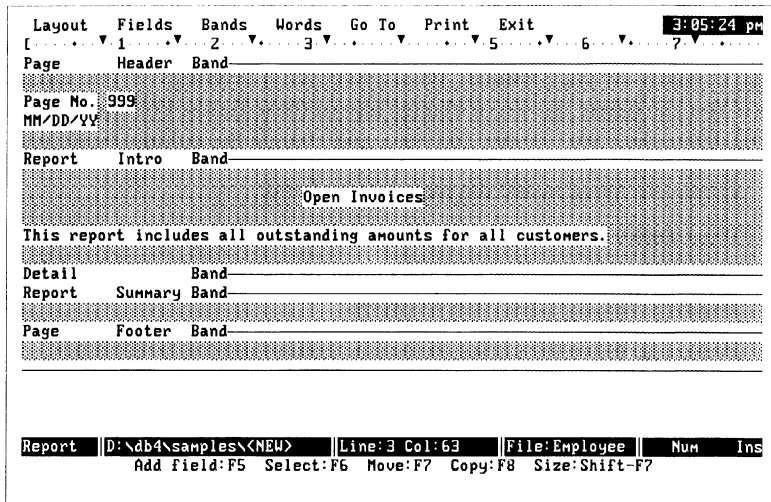 Layout Fields Bands Words Go To Print Exit 3:05:24 pm
[·····▼·1·····▼···2···▼·····3·▼·······▼···▼·5·····▼···6···▼·····7·▼·····
Page Header Band
Page No. 999
MM/DD/YY
Report Intro Band
Open Invoices
This report includes all outstanding amounts for all customers.
Detail Band
Report Summary Band
Page Footer Band
Report D:\db4\samples\<NEW> Line:3 Col:63 File:Employee Num Ins
Add field:F5 Select:F6 Move:F7 Copy:F8 Size:Shift-F7